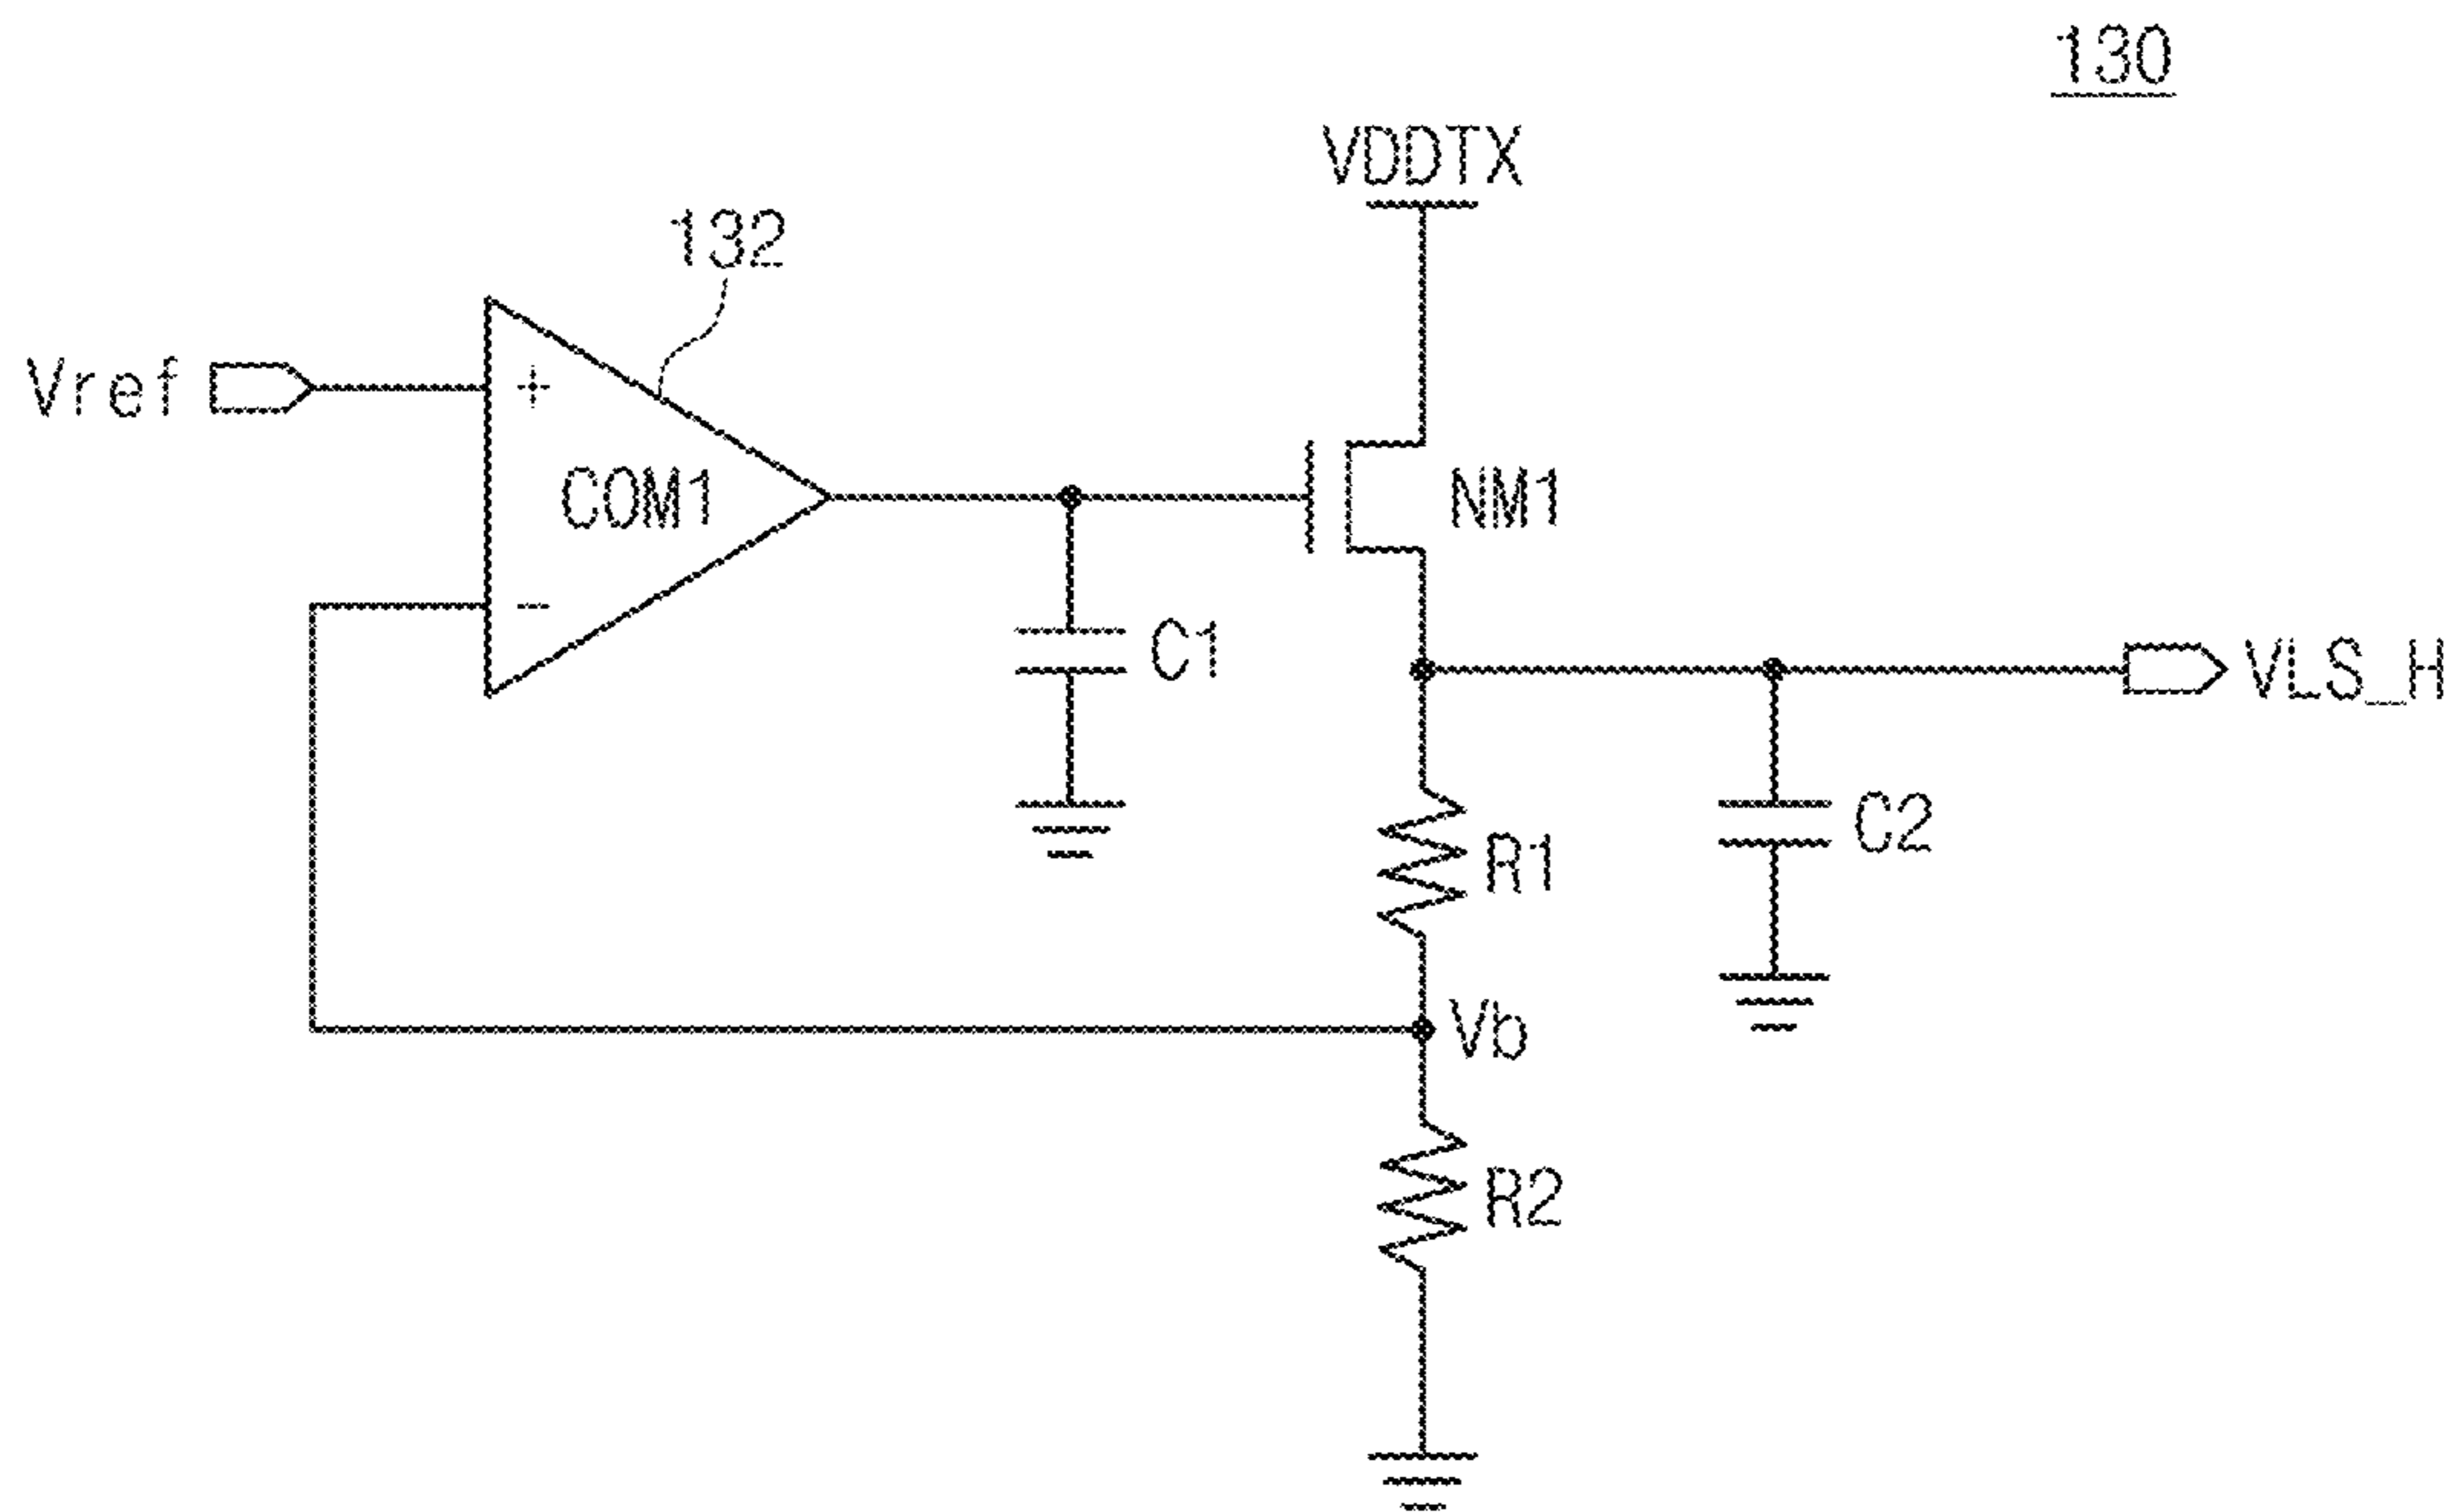 130
VDDTX
132
Vref
+
COM1
NM1
-
C1
VLS_H
C2
R1
Vb
R2